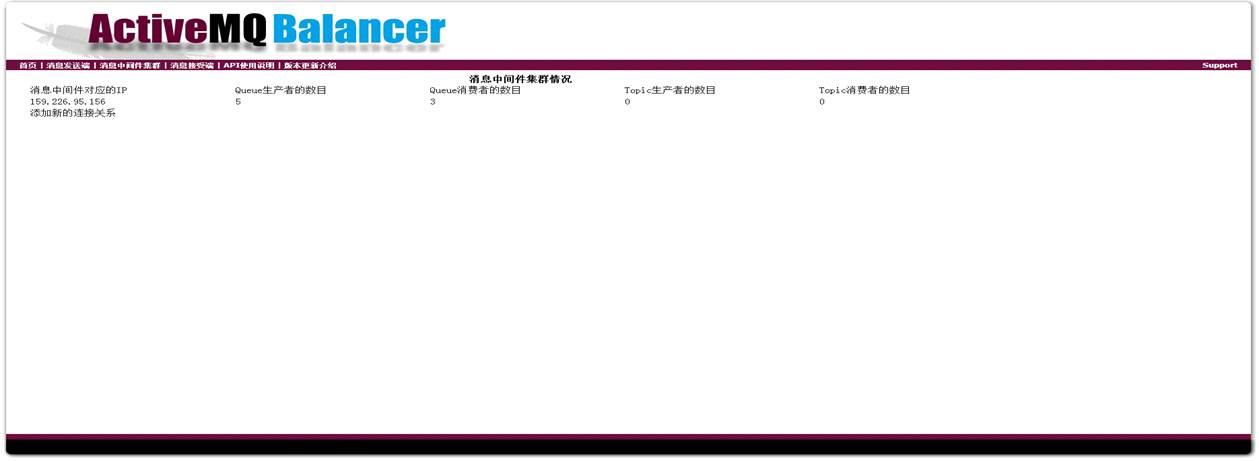 ActiveMQ Balancer
首页 | 消息发送端 | 消息中间件集群 | 消息接受端 | API使用说明 | 版本更新介绍 Support
消息中间件集群情况
消息中间件对应的IP Queue生产者的数目 Queue消费者的数目 Topic生产者的数目 Topic消费者的数目
159.226.95.156 5 3 0 0
添加新的连接关系